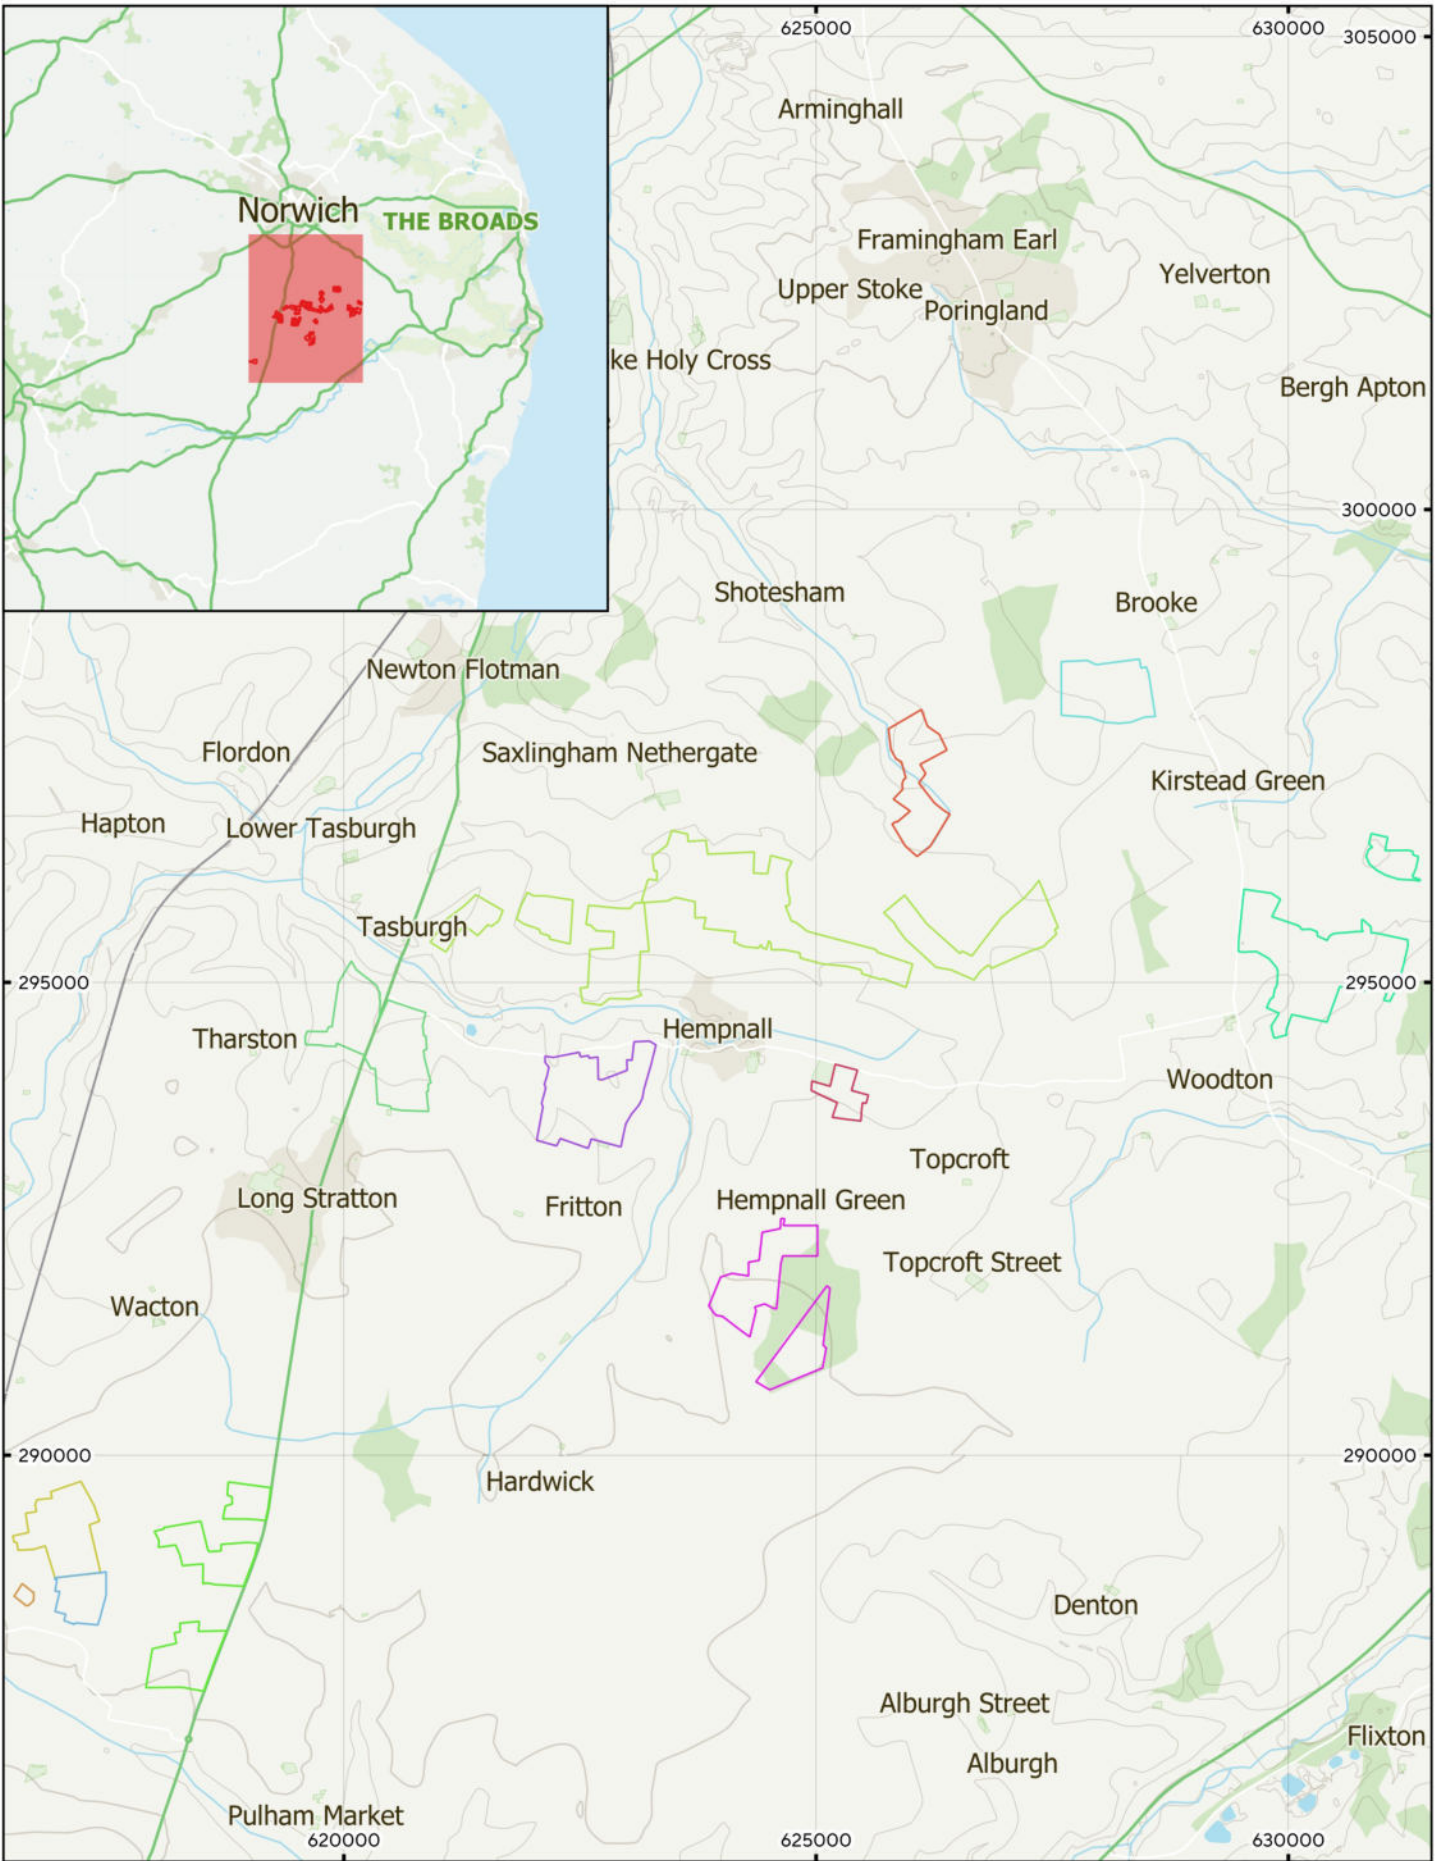 625000
630000
305000
Arminghall
Norwich
THE BROADS
Framingham Earl
Yelverton
Upper Stoke
Poringland
ke Holy Cross
Bergh Apton
300000
Shotesham
Brooke
Newton Flotman
Flordon
Saxlingham Nethergate
Kirstead Green
Hapton
Lower Tasburgh
Tasburgh
295000
295000
Hempnall
Tharston
Woodton
Topcroft
Long Stratton
Fritton
Hempnall Green
Topcroft Street
Wacton
290000
290000
Hardwick
Denton
Alburgh Street
Flixton
Alburgh
Pulham Market
620000
625000
630000